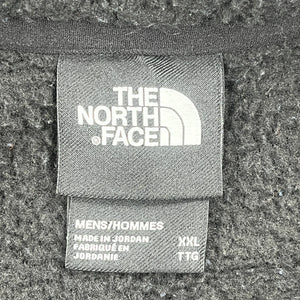 THE
NORTH
FACE
®
MENS/HOMMES
MADE IN JORDAN
FABRIQUÉ EN
JORDANIE
XXL
TTG